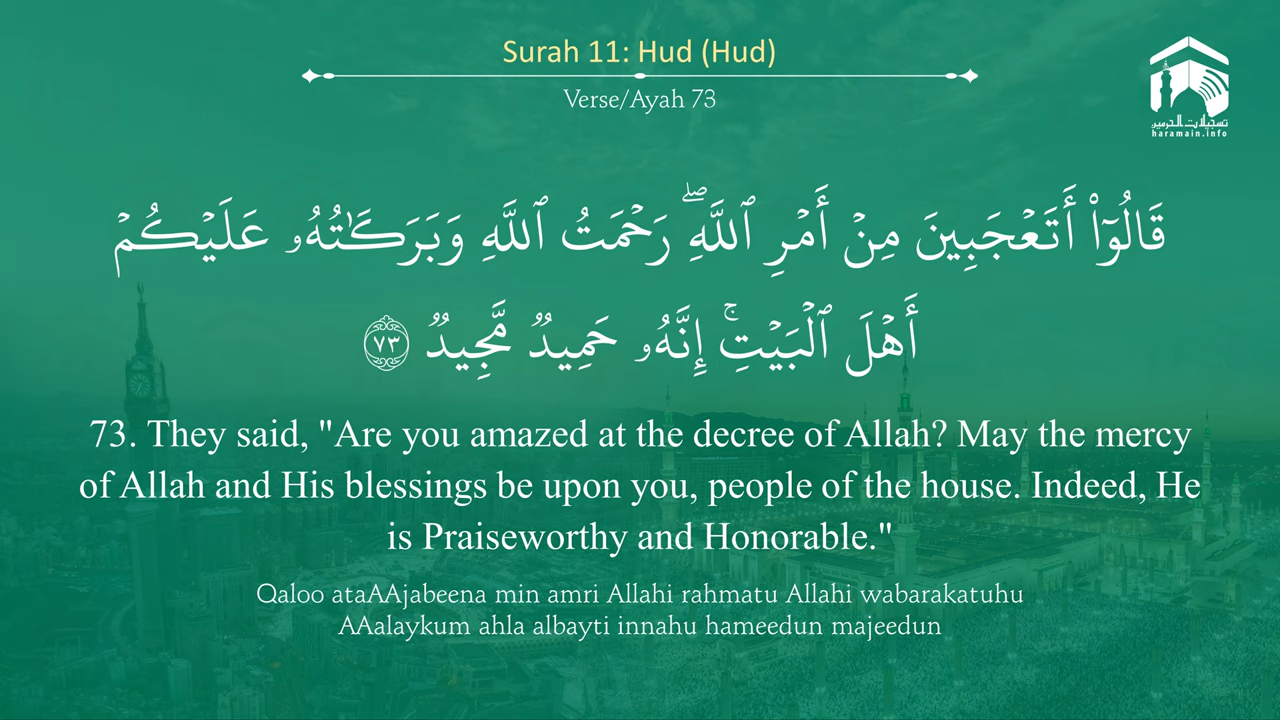 Surah 11: Hud (Hud)
Verse/Ayah 73
تسجيلات الحرمين
haramain.info
قَالُوٓا۟ أَتَعْجَبِينَ مِنْ أَمْرِ ٱللَّهِ ۖ رَحْمَتُ ٱللَّهِ وَبَرَكَـٰتُهُۥ عَلَيْكُمْ
أَهْلَ ٱلْبَيْتِ ۚ إِنَّهُۥ حَمِيدٌۭ مَّجِيدٌۭ ٧٣
73. They said, "Are you amazed at the decree of Allah? May the mercy
of Allah and His blessings be upon you, people of the house. Indeed, He
is Praiseworthy and Honorable."
Qaloo ataAAjabeena min amri Allahi rahmatu Allahi wabarakatuhu
AAalaykum ahla albayti innahu hameedun majeedun